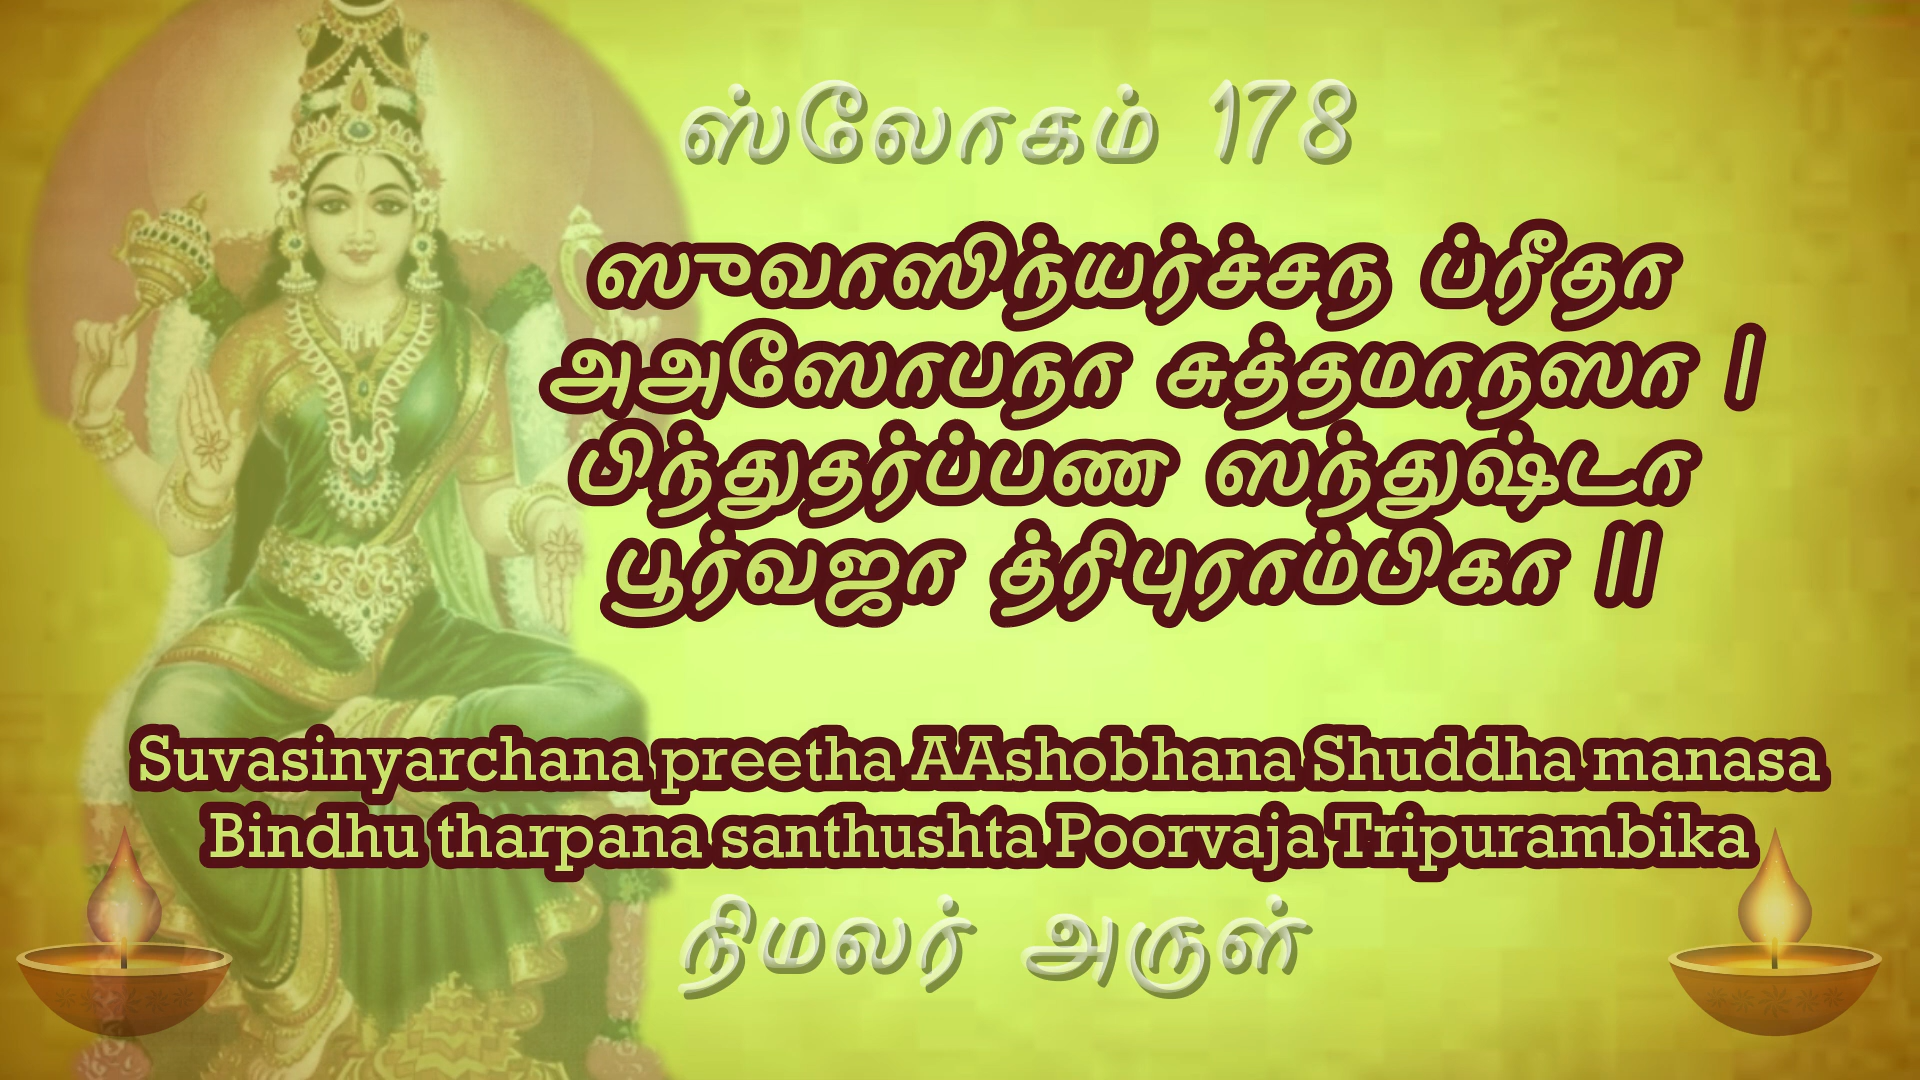 ஸ்லோகம் 178
ஸுவாஸிந்யர்ச்சந ப்ரீதா
அஅஸோபநா சுத்தமாநஸா |
பிந்துதர்ப்பண ஸந்துஷ்டா
பூர்வஜா த்ரிபுராம்பிகா ||
Suvasinyarchana preetha AAshobhana Shuddha manasa
Bindhu tharpana santhushta Poorvaja Tripurambika
நிமலர் அருள்